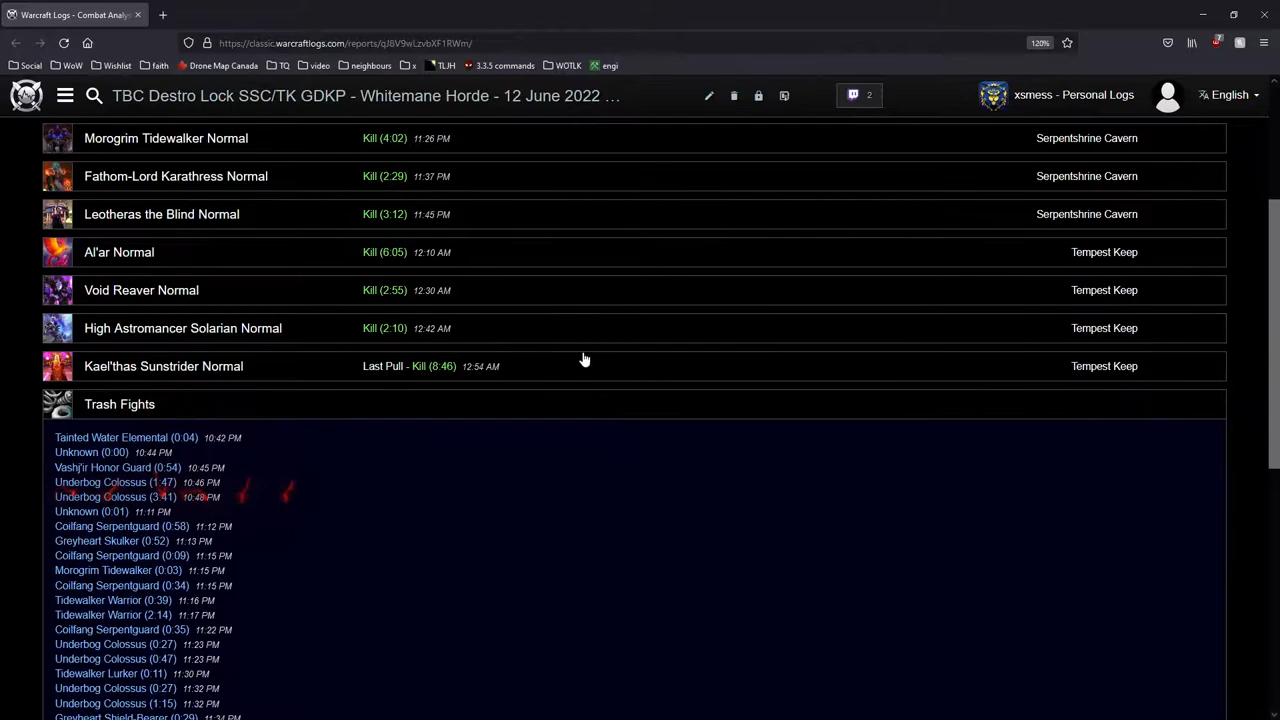 Warcraft Logs - Combat Analys
https://classic.warcraftlogs.com/reports/qJ8V9wLzvbXF1RWm/
120%
7
Social WoW Wishlist faith Drone Map Canada TQ video neighbours x TLJH 3.3.5 commands WOTLK engi
TBC Destro Lock SSC/TK GDKP - Whitemane Horde - 12 June 2022 ... 2 xsmess - Personal Logs English
Morogrim Tidewalker Normal Kill (4:02) 11:26 PM Serpentshrine Cavern
Fathom-Lord Karathress Normal Kill (2:29) 11:37 PM Serpentshrine Cavern
Leotheras the Blind Normal Kill (3:12) 11:45 PM Serpentshrine Cavern
Al'ar Normal Kill (6:05) 12:10 AM Tempest Keep
Void Reaver Normal Kill (2:55) 12:30 AM Tempest Keep
High Astromancer Solarian Normal Kill (2:10) 12:42 AM Tempest Keep
Kael'thas Sunstrider Normal Last Pull - Kill (8:46) 12:54 AM Tempest Keep
Trash Fights
Tainted Water Elemental (0:04) 10:42 PM
Unknown (0:00) 10:44 PM
Vashj'ir Honor Guard (0:54) 10:45 PM
Underbog Colossus (1:47) 10:46 PM
Underbog Colossus (3:41) 10:48 PM
Unknown (0:01) 11:11 PM
Coilfang Serpentguard (0:58) 11:12 PM
Greyheart Skulker (0:52) 11:13 PM
Coilfang Serpentguard (0:09) 11:15 PM
Morogrim Tidewalker (0:03) 11:15 PM
Coilfang Serpentguard (0:34) 11:15 PM
Tidewalker Warrior (0:39) 11:16 PM
Tidewalker Warrior (2:14) 11:17 PM
Coilfang Serpentguard (0:35) 11:22 PM
Underbog Colossus (0:27) 11:23 PM
Underbog Colossus (0:47) 11:23 PM
Tidewalker Lurker (0:11) 11:30 PM
Underbog Colossus (0:27) 11:32 PM
Underbog Colossus (1:15) 11:32 PM
Greyheart Shield-Bearer (0:29) 11:34 PM